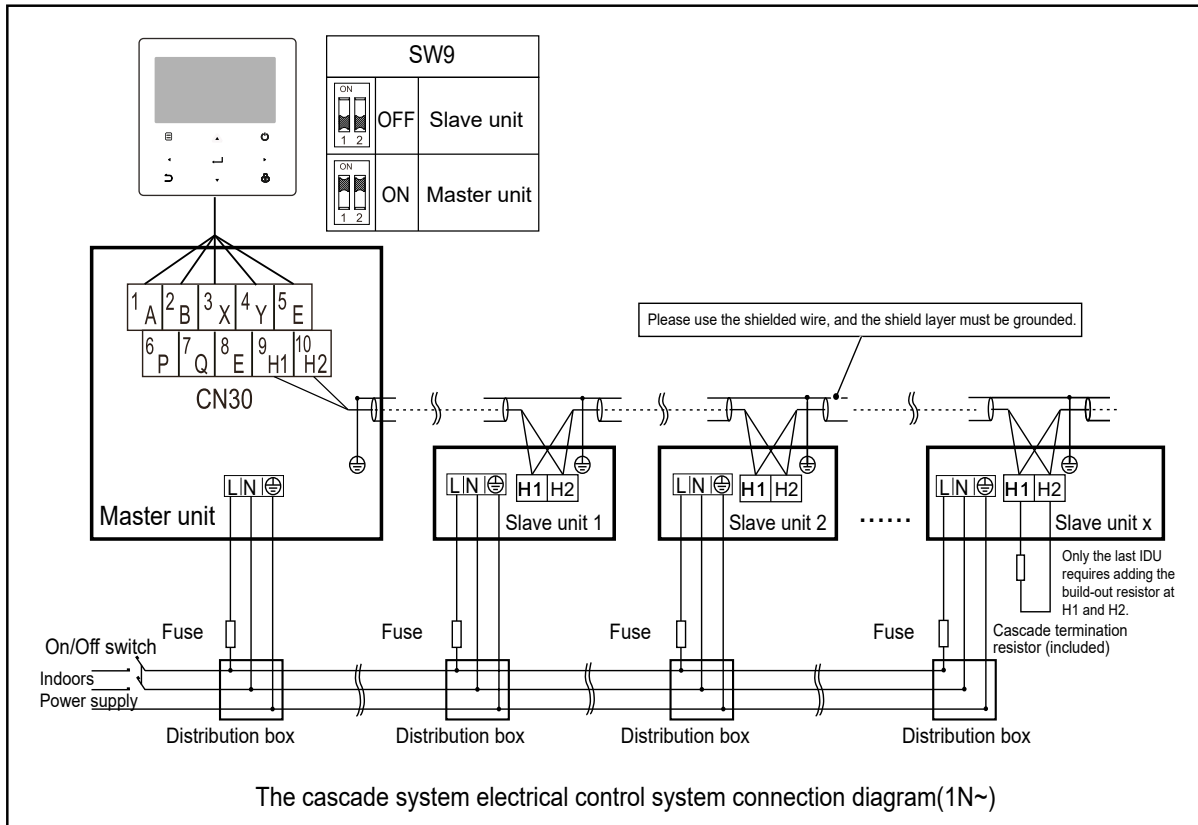 SW9
ON
1 2
OFF
Slave unit
ON
1 2
ON
Master unit
1 A
2 B
3 X
4 Y
5 E
6 P
7 Q
8 E
9 H1
10 H2
CN30
Please use the shielded wire, and the shield layer must be grounded.
L N
Master unit
L N
H1 H2
Slave unit 1
L N
H1 H2
Slave unit 2
......
L N
H1 H2
Slave unit x
Only the last IDU
requires adding the
build-out resistor at
H1 and H2.
Cascade termination
resistor (included)
Fuse
Fuse
Fuse
Fuse
On/Off switch
Indoors
Power supply
Distribution box
Distribution box
Distribution box
Distribution box
The cascade system electrical control system connection diagram(1N~)